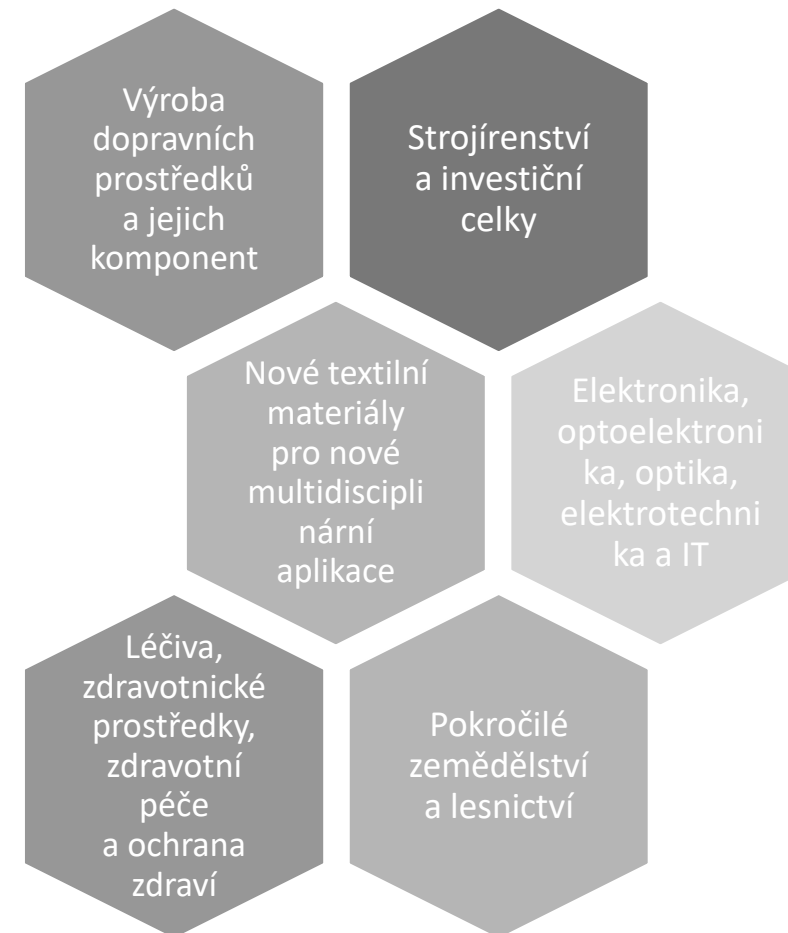 Výroba
dopravních
prostředků
a jejich
komponent
Strojírenství
a investiční
celky
Nové textilní
materiály
pro nové
multidiscipli
nární
aplikace
Elektronika,
optoelektroni
ka, optika,
elektrotechni
ka a IT
Léčiva,
zdravotnické
prostředky,
zdravotní
péče
a ochrana
zdraví
Pokročilé
zemědělství
a lesnictví